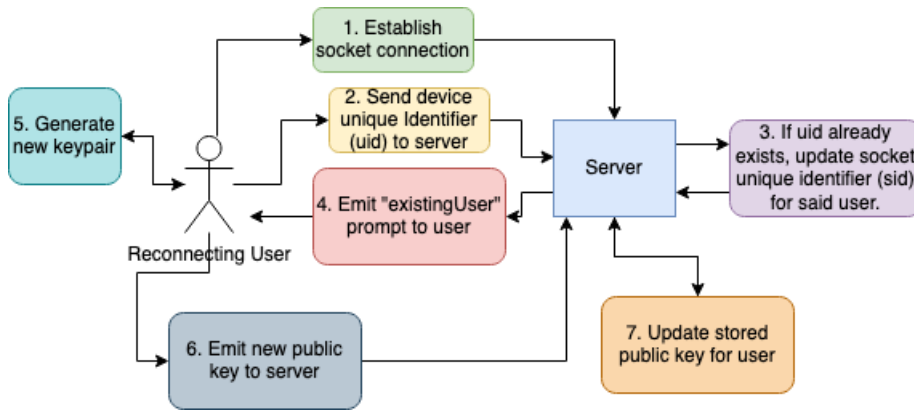 1. Establish
socket connection
2. Send device
unique Identifier
(uid) to server
5. Generate
new keypair
Server
3. If uid already
exists, update socket
unique identifier (sid)
for said user.
4. Emit "existingUser"
prompt to user
Reconnecting User
6. Emit new public
key to server
7. Update stored
public key for user